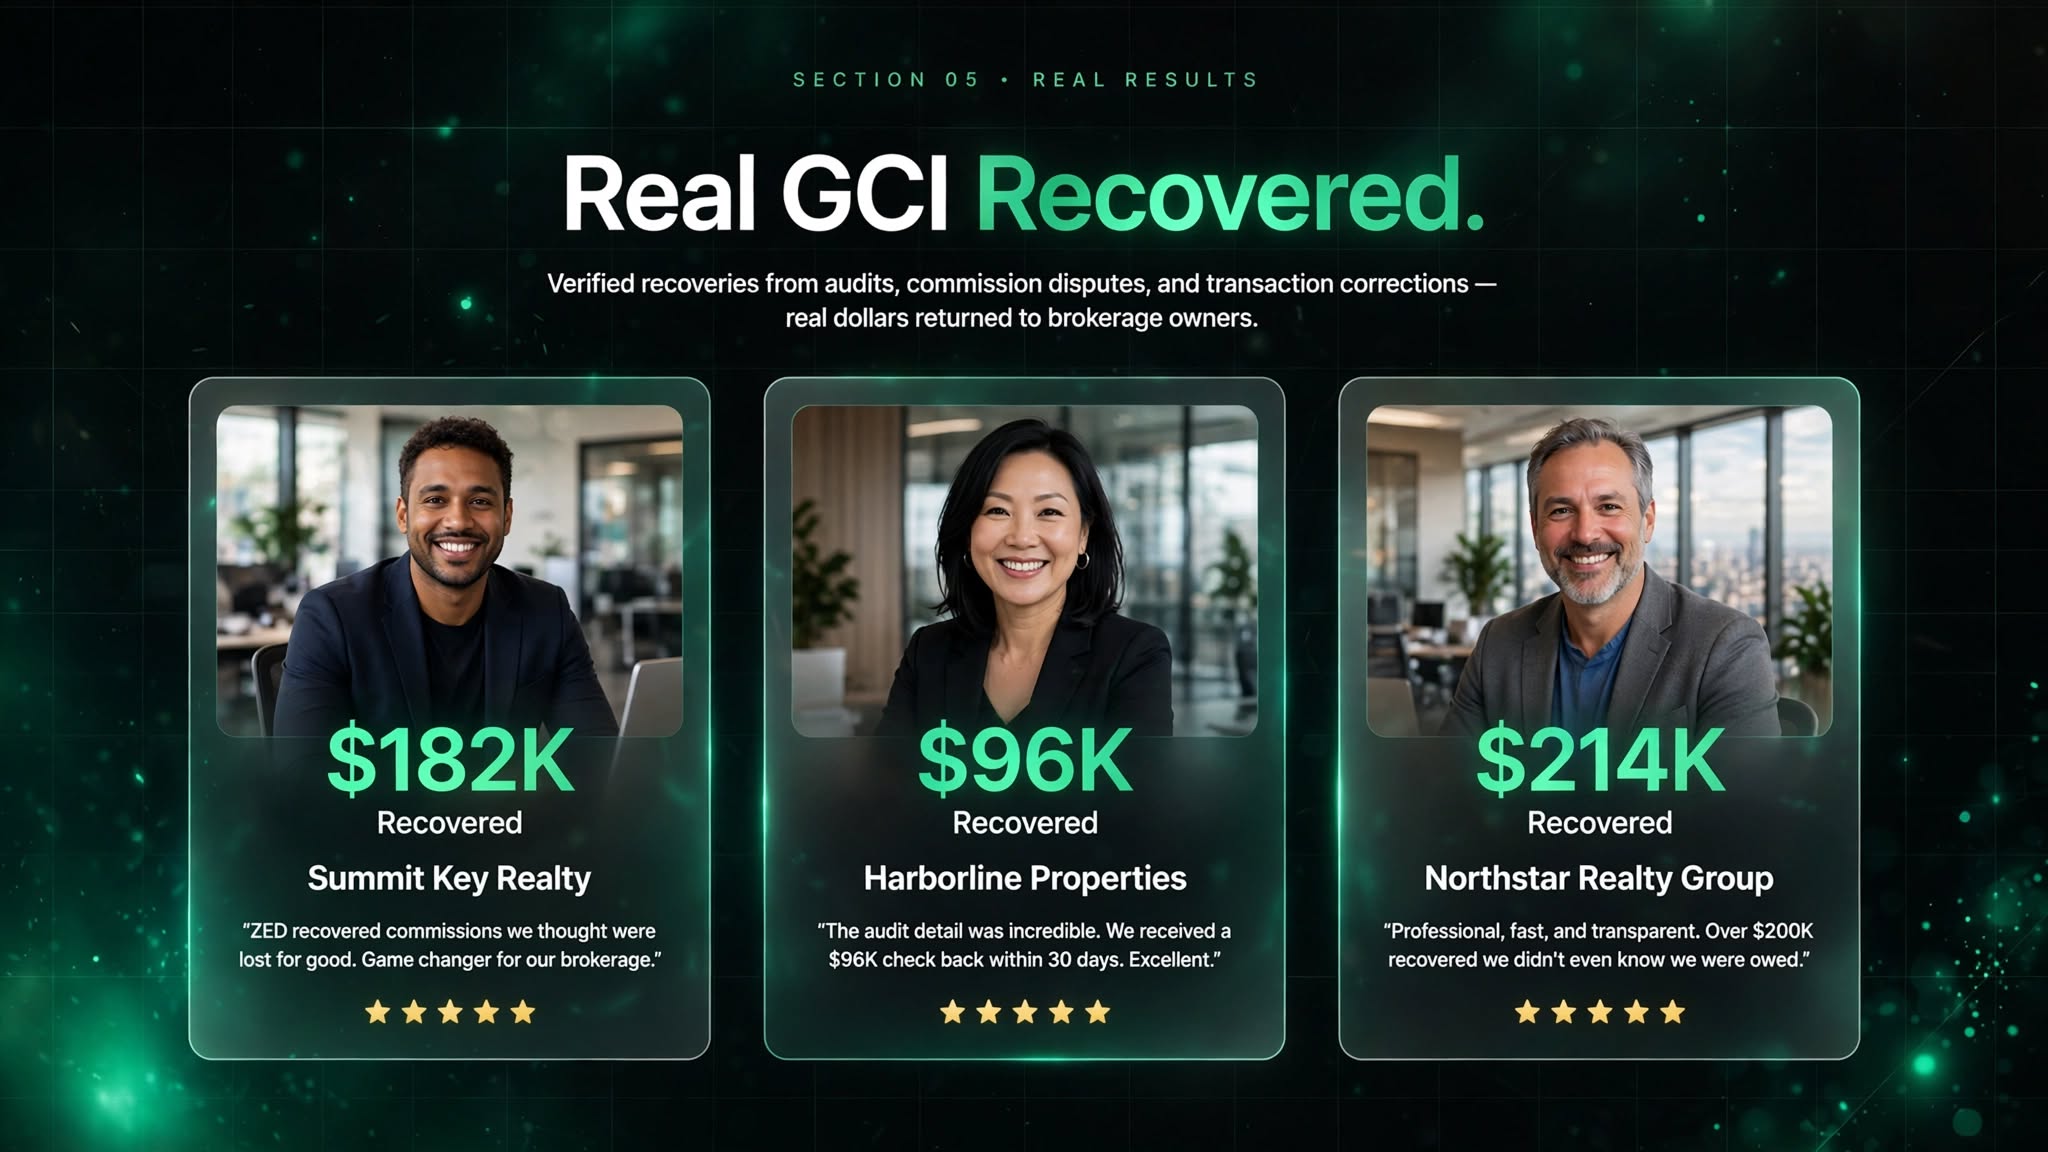 SECTION 05 • REAL RESULTS
Real GCI Recovered.
Verified recoveries from audits, commission disputes, and transaction corrections —
real dollars returned to brokerage owners.
$182K
Recovered
Summit Key Realty
"ZED recovered commissions we thought were
lost for good. Game changer for our brokerage."
$96K
Recovered
Harborline Properties
"The audit detail was incredible. We received a
$96K check back within 30 days. Excellent."
$214K
Recovered
Northstar Realty Group
"Professional, fast, and transparent. Over $200K
recovered we didn't even know we were owed."